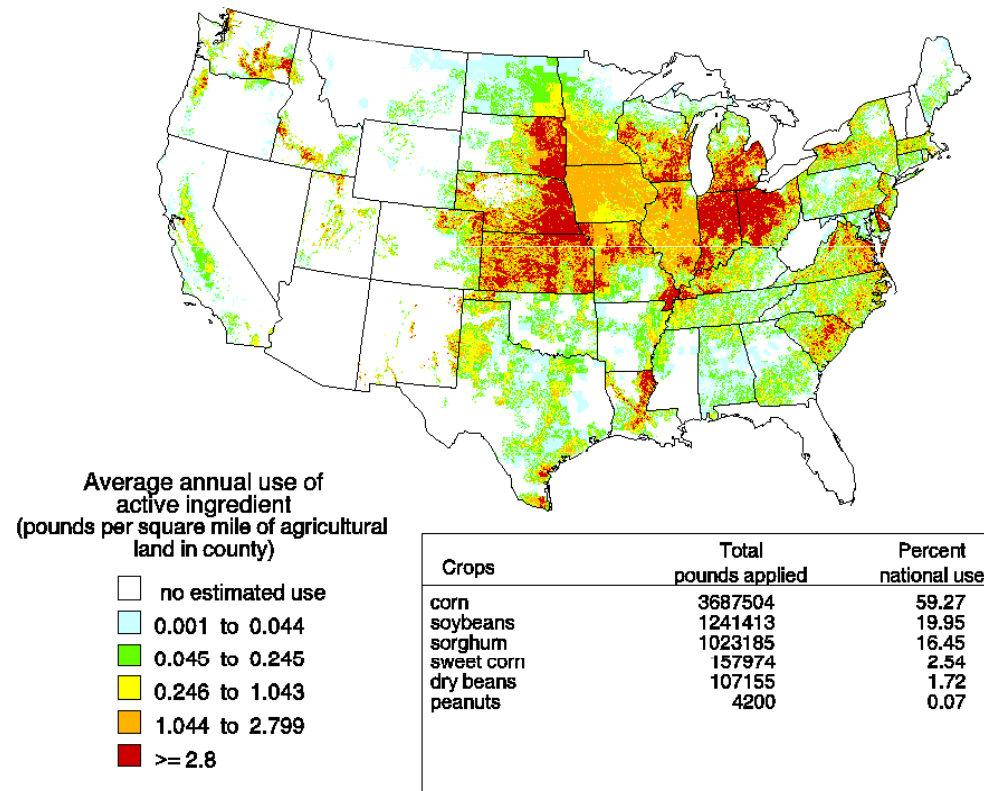 Average annual use of
active ingredient
(pounds per square mile of agricultural
land in county)
no estimated use
0.001 to 0.044
0.045 to 0.245
0.246 to 1.043
1.044 to 2.799
>= 2.8
Crops Total pounds applied Percent national use
corn 3687504 59.27
soybeans 1241413 19.95
sorghum 1023185 16.45
sweet corn 157974 2.54
dry beans 107155 1.72
peanuts 4200 0.07